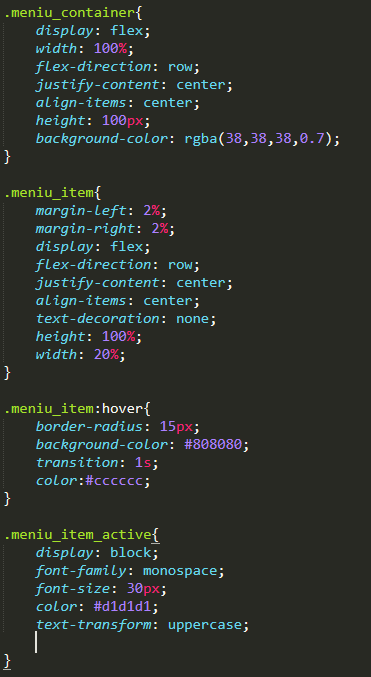 .meniu_container{
display: flex;
width: 100%;
flex-direction: row;
justify-content: center;
align-items: center;
height: 100px;
background-color: rgba(38,38,38,0.7);
}
.meniu_item{
margin-left: 2%;
margin-right: 2%;
display: flex;
flex-direction: row;
justify-content: center;
align-items: center;
text-decoration: none;
height: 100%;
width: 20%;
}
.meniu_item:hover{
border-radius: 15px;
background-color: #808080;
transition: 1s;
color:#cccccc;
}
.meniu_item_active{
display: block;
font-family: monospace;
font-size: 30px;
color: #d1d1d1;
text-transform: uppercase;
}